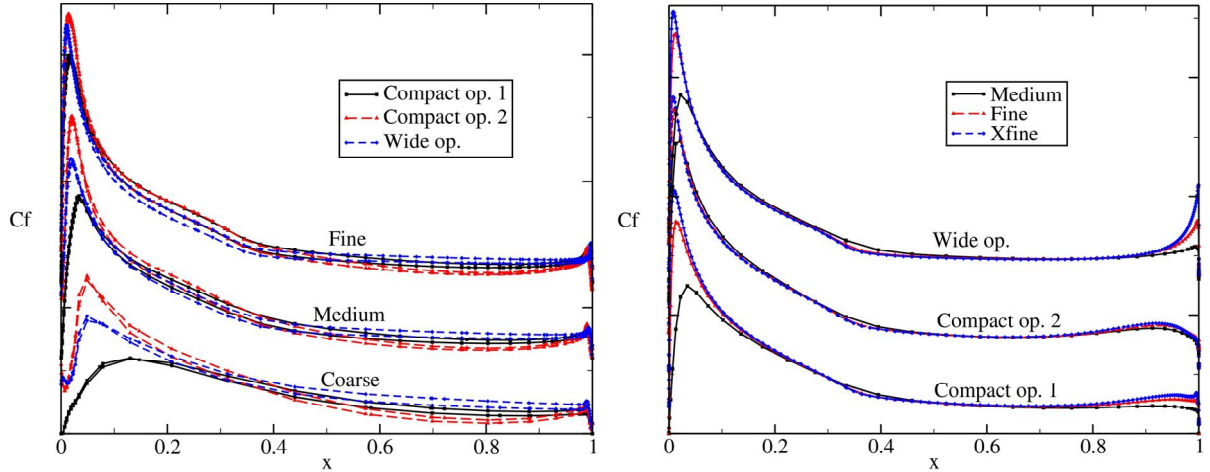 Compact op. 1
Compact op. 2
Wide op.
Cf
Fine
Medium
Coarse
0 0.2 0.4 0.6 0.8 1
x
Medium
Fine
Xfine
Cf
Wide op.
Compact op. 2
Compact op. 1
0 0.2 0.4 0.6 0.8 1
x